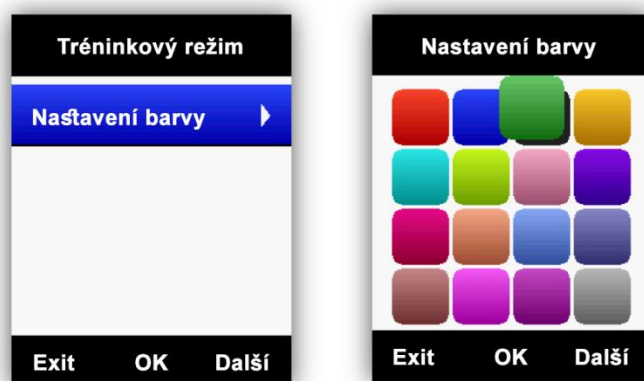 Tréninkový režim
Nastavení barvy
Exit OK Další
Nastavení barvy
Exit OK Další